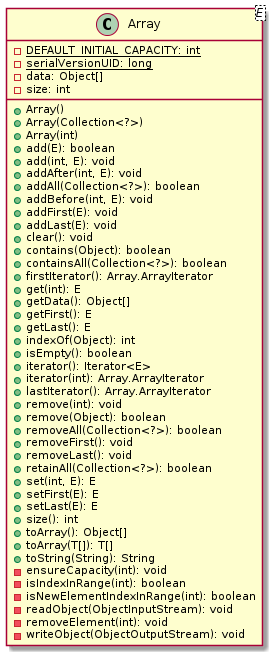 C Array
E
DEFAULT_INITIAL_CAPACITY: int
serialVersionUID: long
data: Object[]
size: int
Array()
Array(Collection<?>)
Array(int)
add(E): boolean
add(int, E): void
addAfter(int, E): void
addAll(Collection<?>): boolean
addBefore(int, E): void
addFirst(E): void
addLast(E): void
clear(): void
contains(Object): boolean
containsAll(Collection<?>): boolean
firstIterator(): Array.ArrayIterator
get(int): E
getData(): Object[]
getFirst(): E
getLast(): E
indexOf(Object): int
isEmpty(): boolean
iterator(): Iterator<E>
iterator(int): Array.ArrayIterator
lastIterator(): Array.ArrayIterator
remove(int): void
remove(Object): boolean
removeAll(Collection<?>): boolean
removeFirst(): void
removeLast(): void
retainAll(Collection<?>): boolean
set(int, E): E
setFirst(E): E
setLast(E): E
size(): int
toArray(): Object[]
toArray(T[]): T[]
toString(String): String
ensureCapacity(int): void
isIndexInRange(int): boolean
isNewElementIndexInRange(int): boolean
readObject(ObjectInputStream): void
removeElement(int): void
writeObject(ObjectOutputStream): void